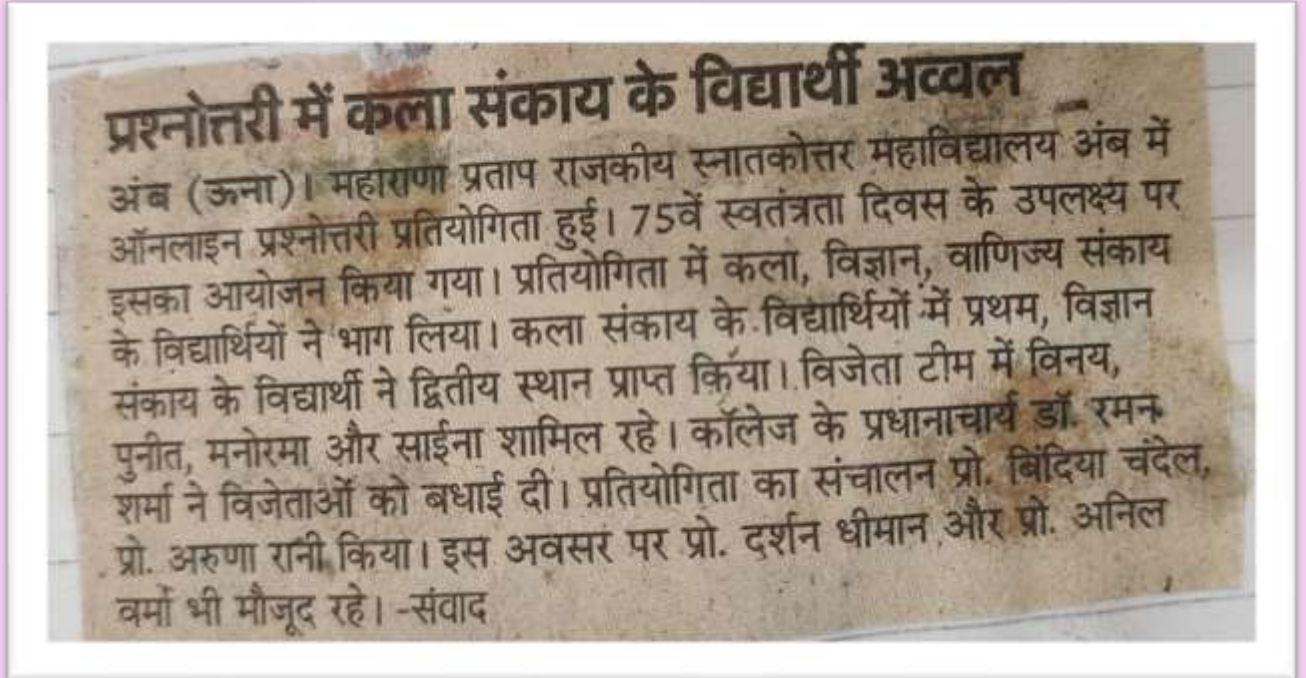 प्रश्नोत्तरी में कला संकाय के विद्यार्थी अव्वल
अंब (ऊना)। महाराणा प्रताप राजकीय स्नातकोत्तर महाविद्यालय अंब में
ऑनलाइन प्रश्नोत्तरी प्रतियोगिता हुई। 75वें स्वतंत्रता दिवस के उपलक्ष्य पर
इसका आयोजन किया गया। प्रतियोगिता में कला, विज्ञान, वाणिज्य संकाय
के विद्यार्थियों ने भाग लिया। कला संकाय के विद्यार्थियों में प्रथम, विज्ञान
संकाय के विद्यार्थी ने द्वितीय स्थान प्राप्त किया। विजेता टीम में विनय,
पुनीत, मनोरमा और साईना शामिल रहे। कॉलेज के प्रधानाचार्य डॉ. रमन
शर्मा ने विजेताओं को बधाई दी। प्रतियोगिता का संचालन प्रो. बिंदिया चंदेल,
प्रो. अरुणा रानी किया। इस अवसर पर प्रो. दर्शन धीमान और प्रो. अनिल
वर्मा भी मौजूद रहे। -संवाद